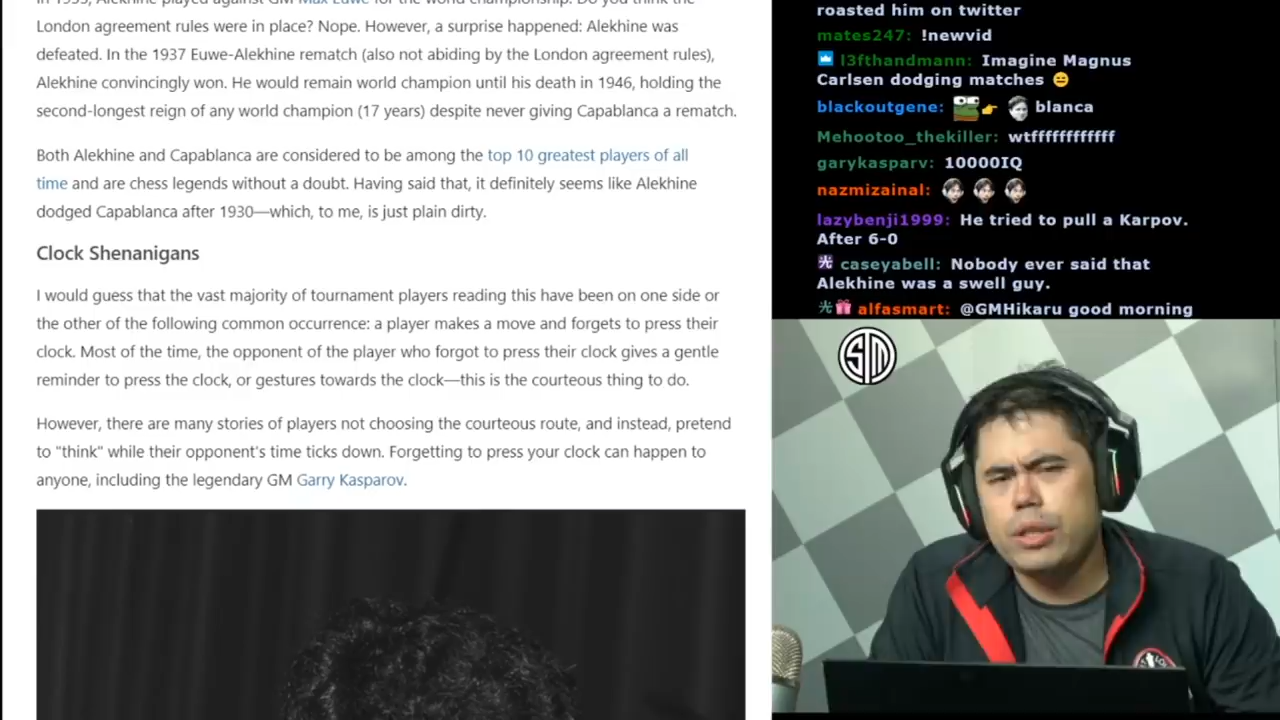 In 1935, Alekhine played against GM Max Euwe for the world championship. Do you think the
London agreement rules were in place? Nope. However, a surprise happened: Alekhine was
defeated. In the 1937 Euwe-Alekhine rematch (also not abiding by the London agreement rules),
Alekhine convincingly won. He would remain world champion until his death in 1946, holding the
second-longest reign of any world champion (17 years) despite never giving Capablanca a rematch.
Both Alekhine and Capablanca are considered to be among the top 10 greatest players of all
time and are chess legends without a doubt. Having said that, it definitely seems like Alekhine
dodged Capablanca after 1930—which, to me, is just plain dirty.
Clock Shenanigans
I would guess that the vast majority of tournament players reading this have been on one side or
the other of the following common occurrence: a player makes a move and forgets to press their
clock. Most of the time, the opponent of the player who forgot to press their clock gives a gentle
reminder to press the clock, or gestures towards the clock—this is the courteous thing to do.
However, there are many stories of players not choosing the courteous route, and instead, pretend
to "think" while their opponent's time ticks down. Forgetting to press your clock can happen to
anyone, including the legendary GM Garry Kasparov.
roasted him on twitter
mates247: !newvid
l3fthandmann: Imagine Magnus
Carlsen dodging matches
blackoutgene: blanca
Mehootoo_thekiller: wtffffffffffff
garykasparv: 10000IQ
nazmizainal:
lazybenji1999: He tried to pull a Karpov.
After 6-0
光 caseyabell: Nobody ever said that
Alekhine was a swell guy.
光 alfasmart: @GMHikaru good morning
TSM